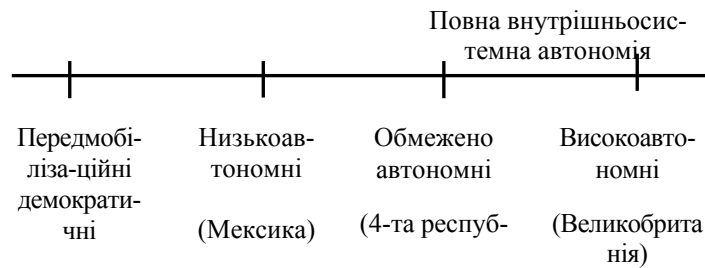 Повна внутрішньосис-
темна автономія
Передмобі-
ліза-ційні
демократи-
чні
Низькоав-
тономні
(Мексика)
Обмежено
автономні
(4-та респуб-
Високоавто-
номні
(Великобрита
нія)